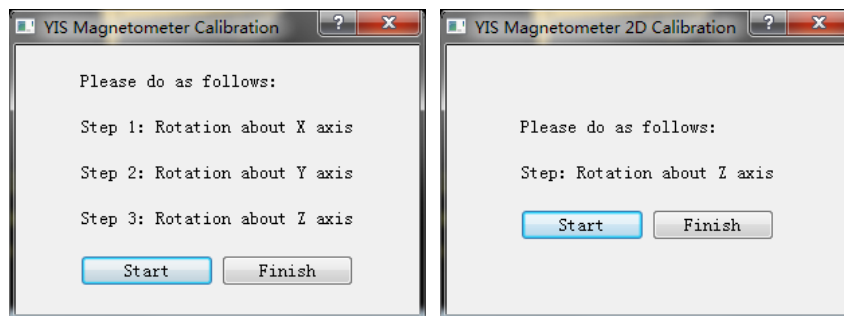 YIS Magnetometer Calibration
?
X
Please do as follows:
Step 1: Rotation about X axis
Step 2: Rotation about Y axis
Step 3: Rotation about Z axis
Start
Finish
YIS Magnetometer 2D Calibration
?
X
Please do as follows:
Step: Rotation about Z axis
Start
Finish